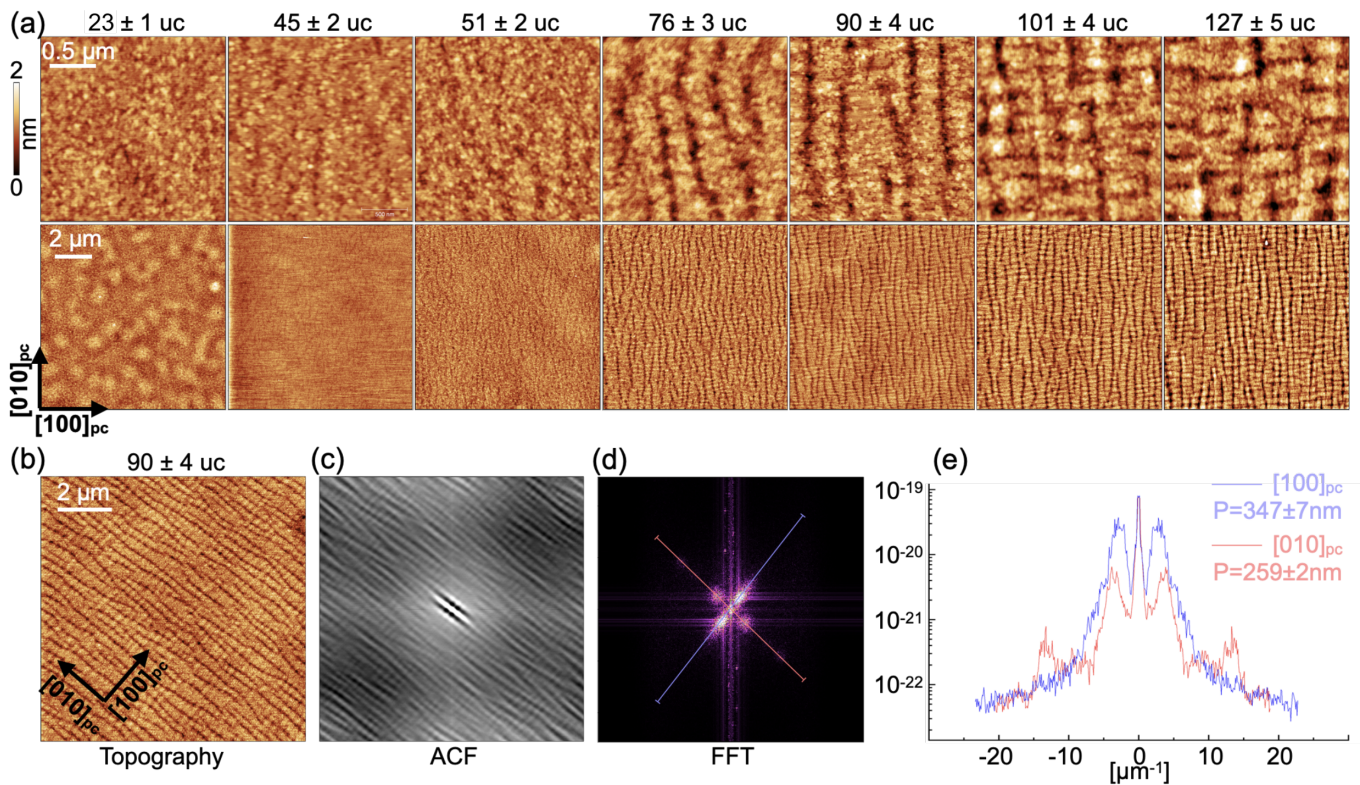 (a) 23 ± 1 uc 45 ± 2 uc 51 ± 2 uc 76 ± 3 uc 90 ± 4 uc 101 ± 4 uc 127 ± 5 uc
0.5 µm
2
nm
0
2 µm
[010]pc
[100]pc
(b) 90 ± 4 uc (c) (d) (e)
2 µm
[010]pc
[100]pc
Topography ACF FFT
[100]pc
P=347±7nm
[010]pc
P=259±2nm
10-19
10-20
10-21
10-22
-20 -10 0 10 20
[µm-1]